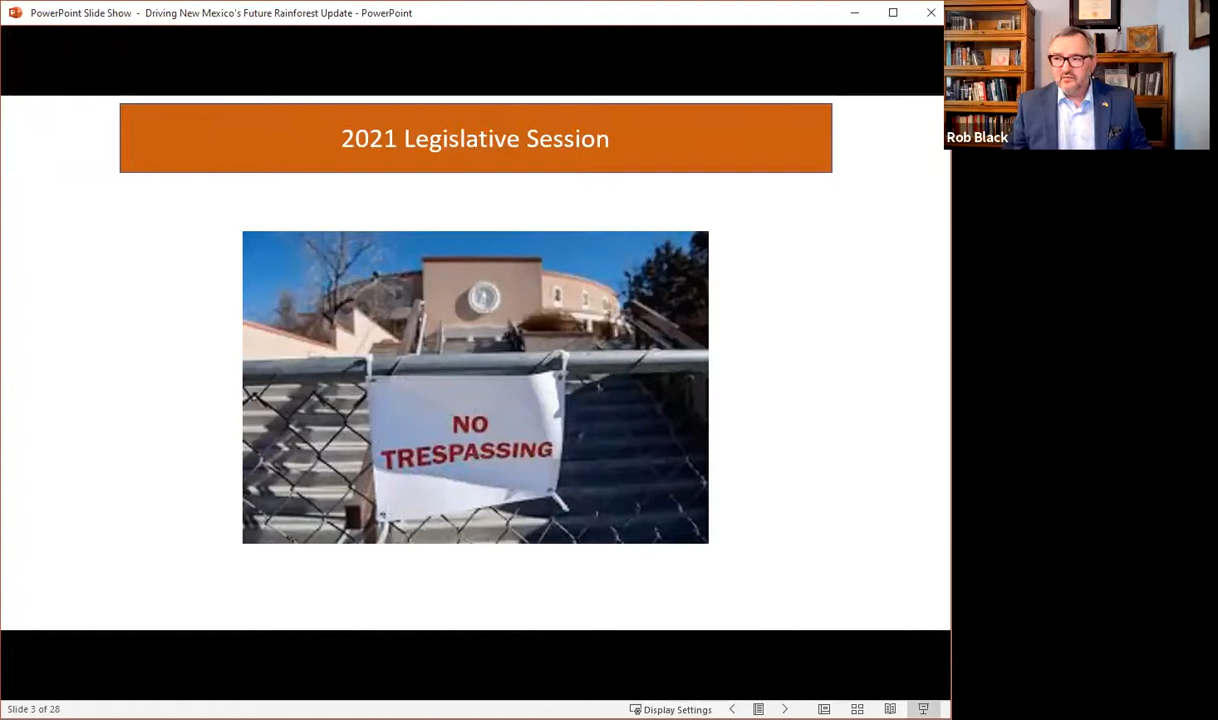 PowerPoint Slide Show - Driving New Mexico's Future Rainforest Update - PowerPoint
Rob Black
2021 Legislative Session
NO
TRESPASSING
Slide 3 of 28
Display Settings